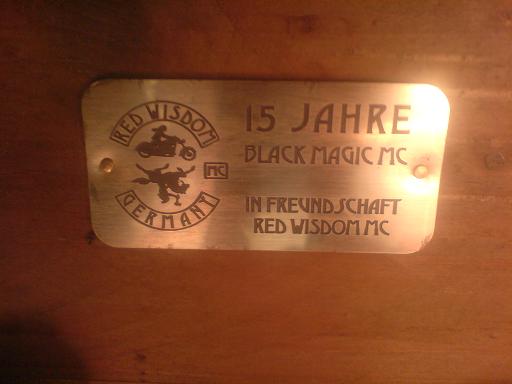 RED WISDOM
MC
GERMANY
15 JAHRE
BLACK MAGIC MC
IN FREUNDSCHAFT
RED WISDOM MC